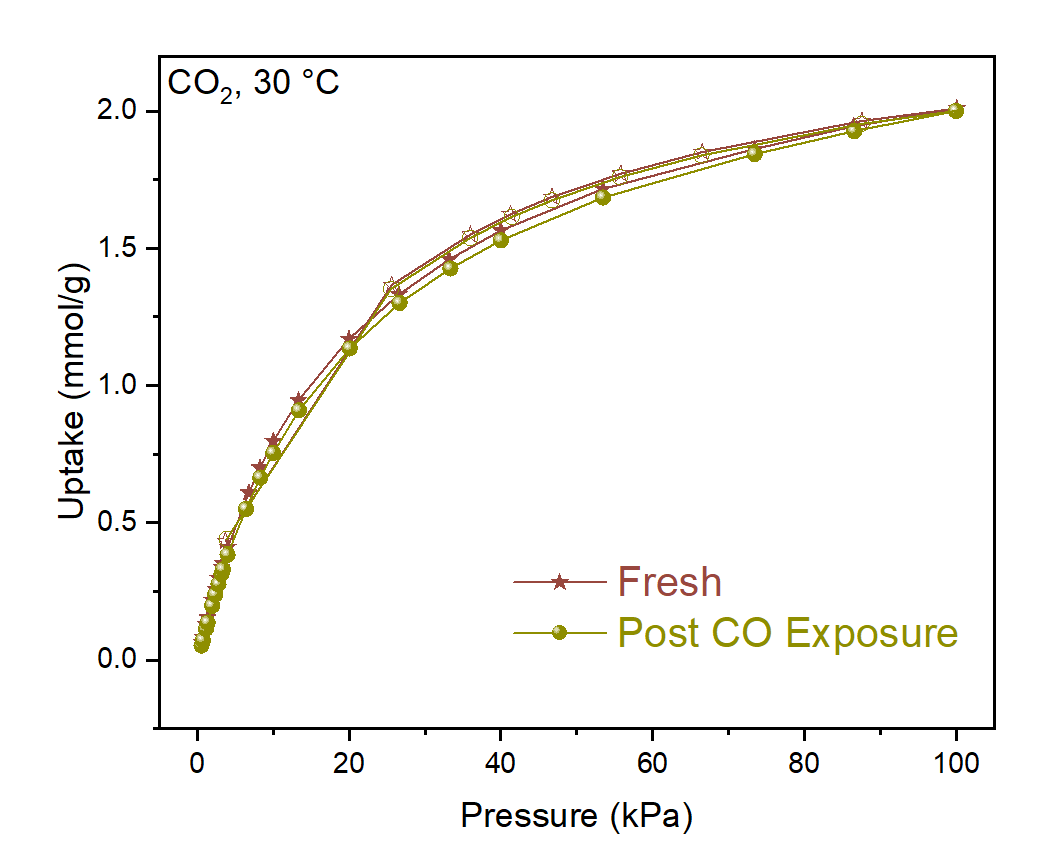 CO₂, 30 °C
2.0
1.5
1.0
0.5
0.0
Uptake (mmol/g)
Fresh
Post CO Exposure
0 20 40 60 80 100
Pressure (kPa)